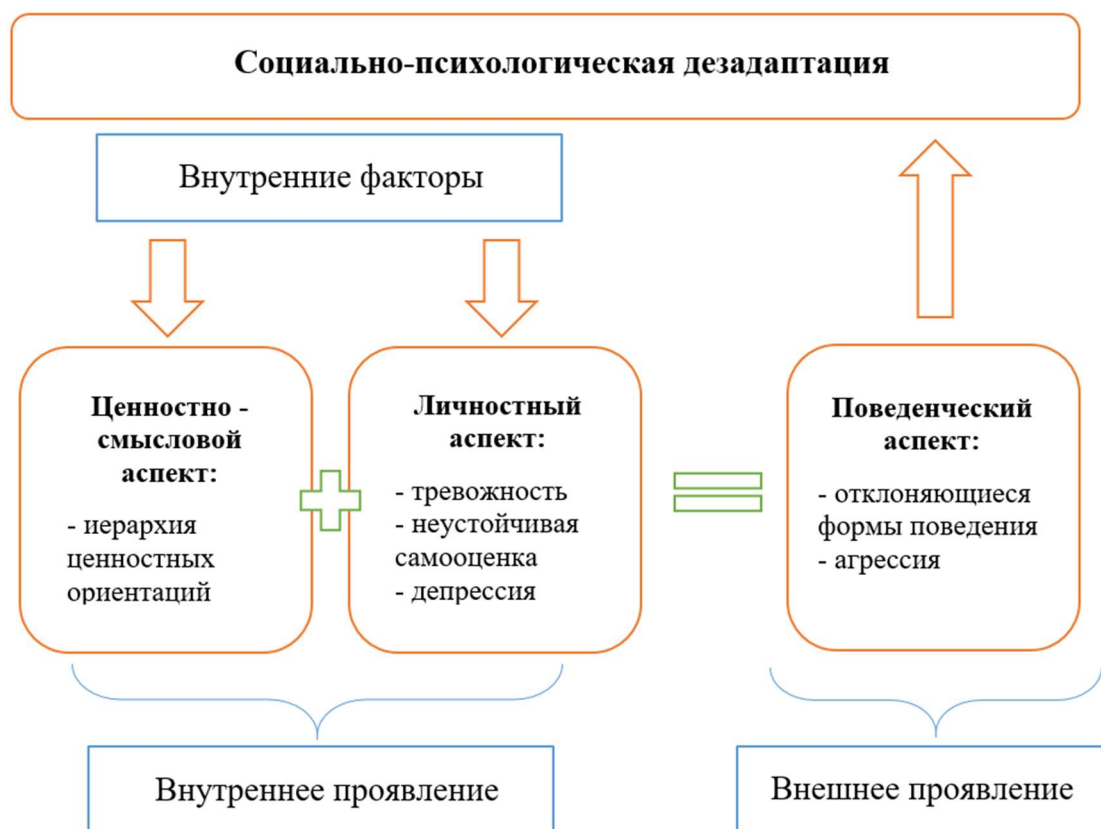 Социально-психологическая дезадаптация
Внутренние факторы
Ценностно -
смысловой
аспект:
- иерархия
ценностных
ориентаций
Личностный
аспект:
- тревожность
- неустойчивая
самооценка
- депрессия
Поведенческий
аспект:
- отклоняющиеся
формы поведения
- агрессия
Внутреннее проявление
Внешнее проявление